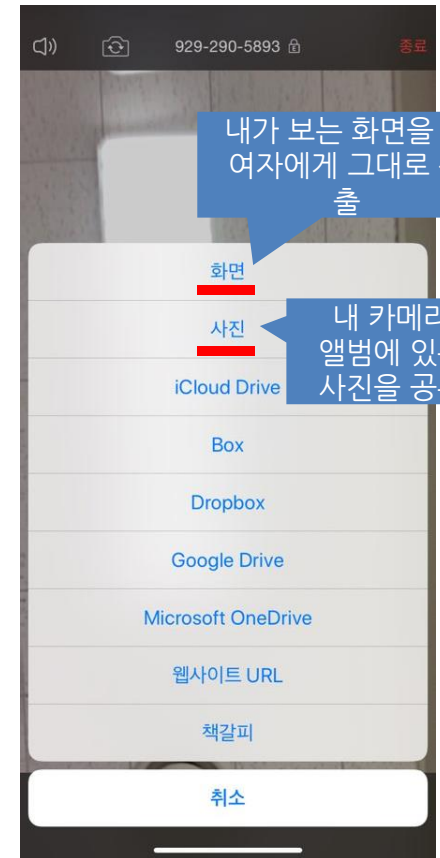 929-290-5893
종료
내가 보는 화면을
여자에게 그대로
출
화면
사진
내 카메라
앨범에 있
사진을 공
iCloud Drive
Box
Dropbox
Google Drive
Microsoft OneDrive
웹사이트 URL
책갈피
취소